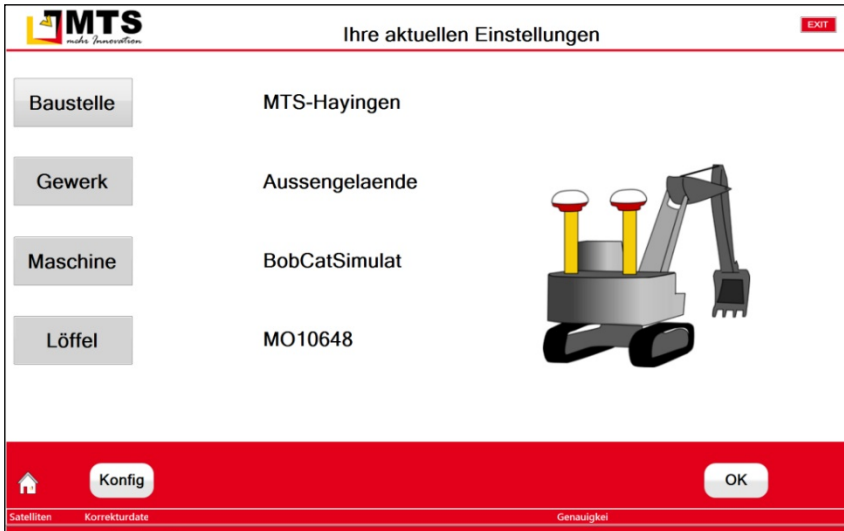 MTS
mehr Innovation
Ihre aktuellen Einstellungen
EXIT
Baustelle
MTS-Hayingen
Gewerk
Aussengelaende
Maschine
BobCatSimulat
Löffel
MO10648
Konfig
OK
Satelliten
Korrekturdate
Genauigkei